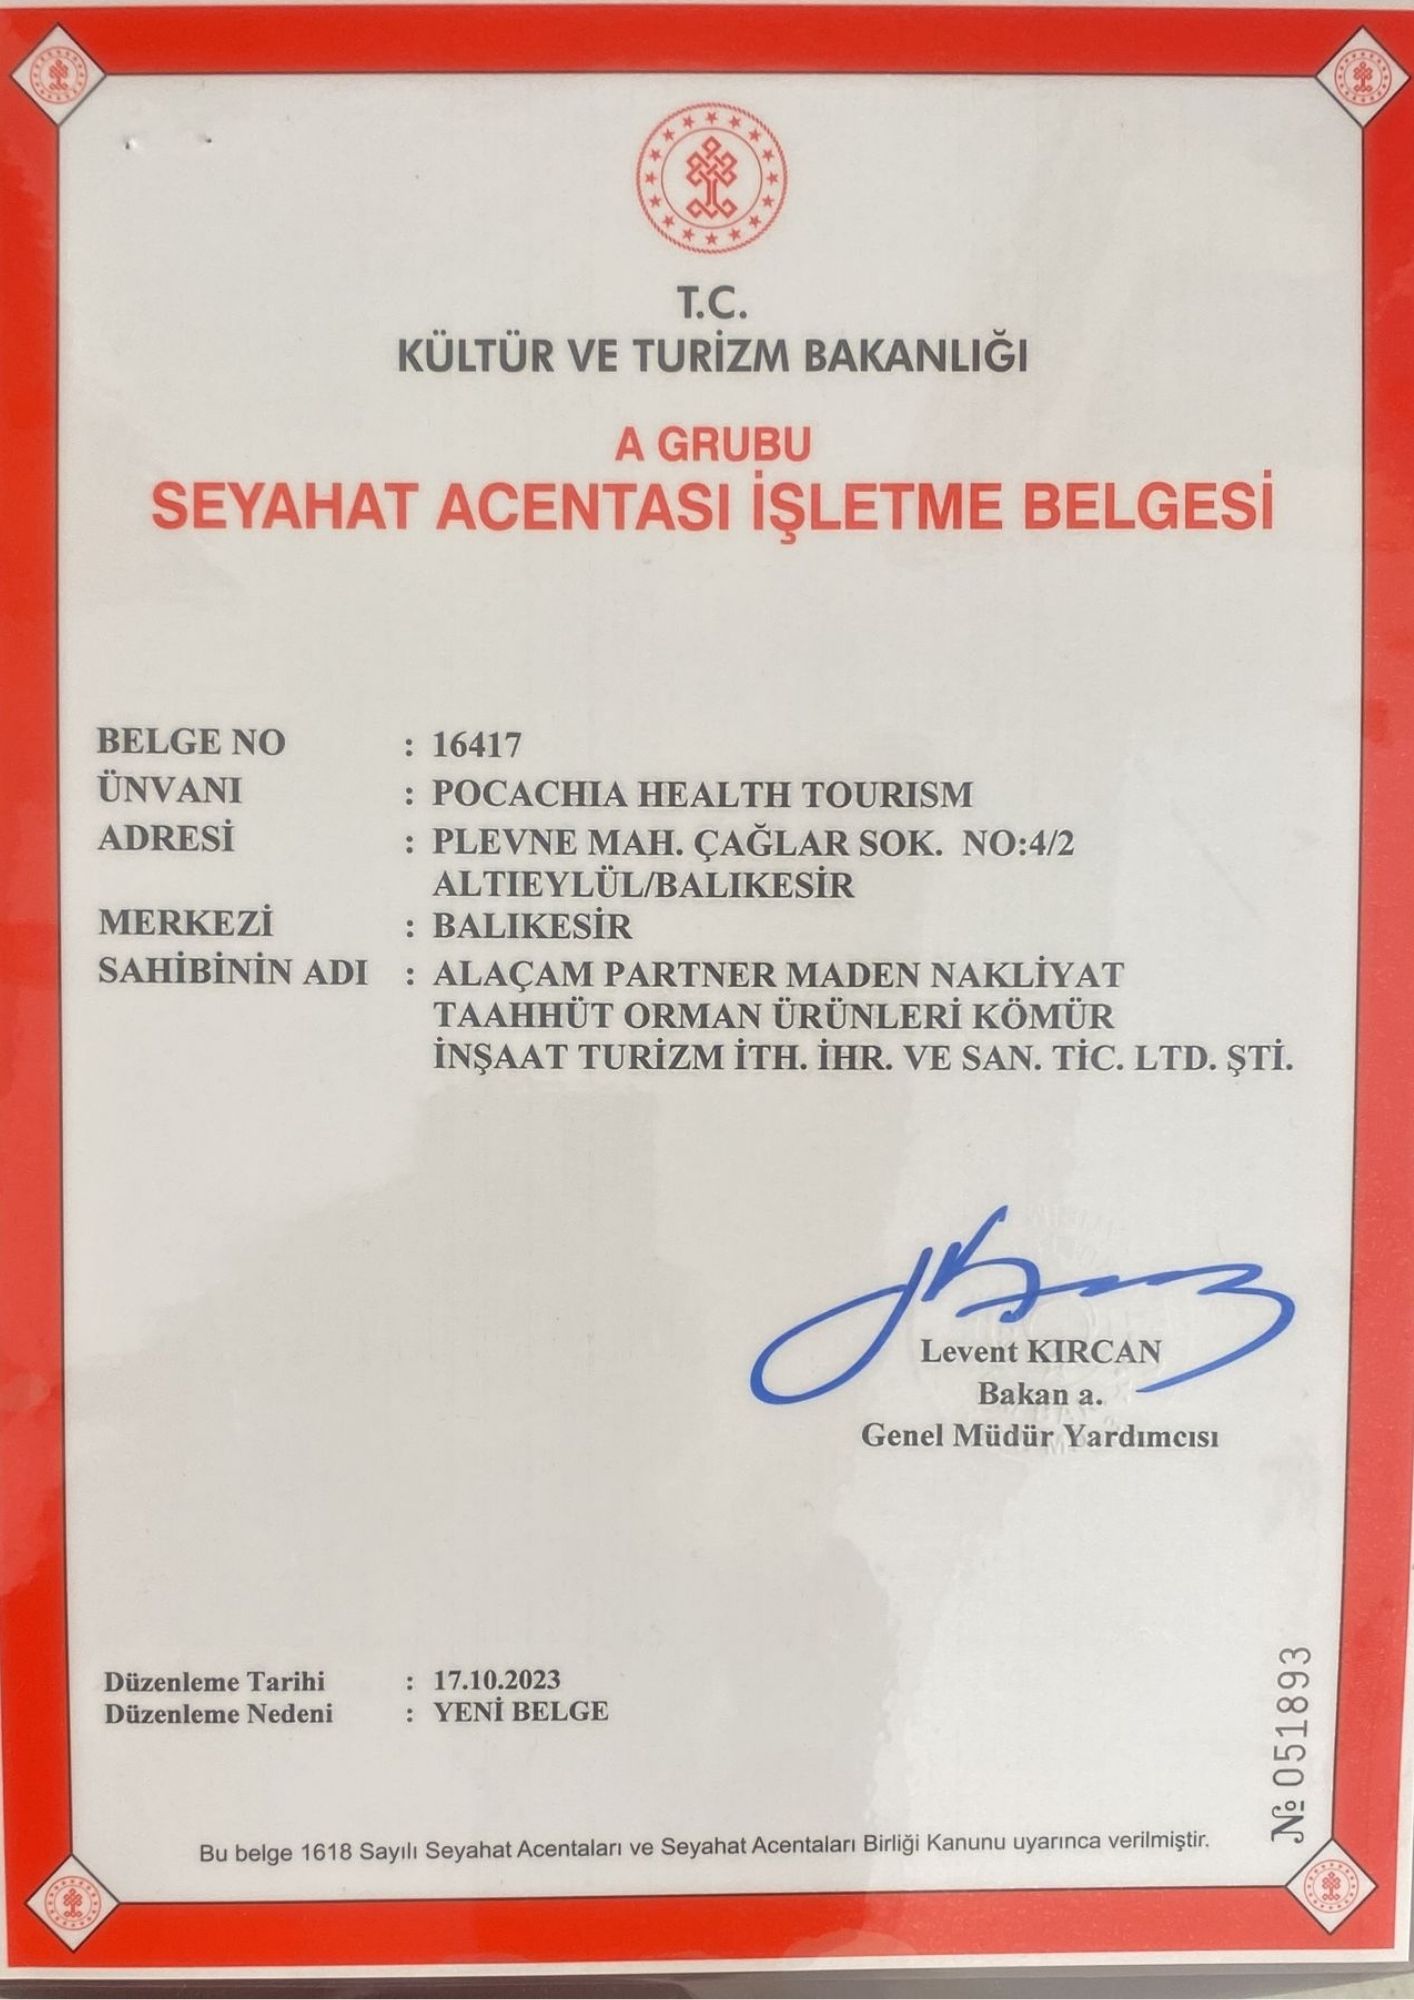 T.C.
KÜLTÜR VE TURİZM BAKANLIĞI
A GRUBU
SEYAHAT ACENTASI İŞLETME BELGESİ
BELGE NO : 16417
ÜNVANI : POCACHIA HEALTH TOURISM
ADRESİ : PLEVNE MAH. ÇAĞLAR SOK. NO:4/2
ALTIEYLÜL/BALIKESİR
MERKEZİ : BALIKESİR
SAHİBİNİN ADI : ALAÇAM PARTNER MADEN NAKLİYAT
TAAHHÜT ORMAN ÜRÜNLERİ KÖMÜR
İNŞAAT TURİZM İTH. İHR. VE SAN. TİC. LTD. ŞTİ.
Levent KIRCAN
Bakan a.
Genel Müdür Yardımcısı
Düzenleme Tarihi : 17.10.2023
Düzenleme Nedeni : YENİ BELGE
№ 051893
Bu belge 1618 Sayılı Seyahat Acentaları ve Seyahat Acentaları Birliği Kanunu uyarınca verilmiştir.